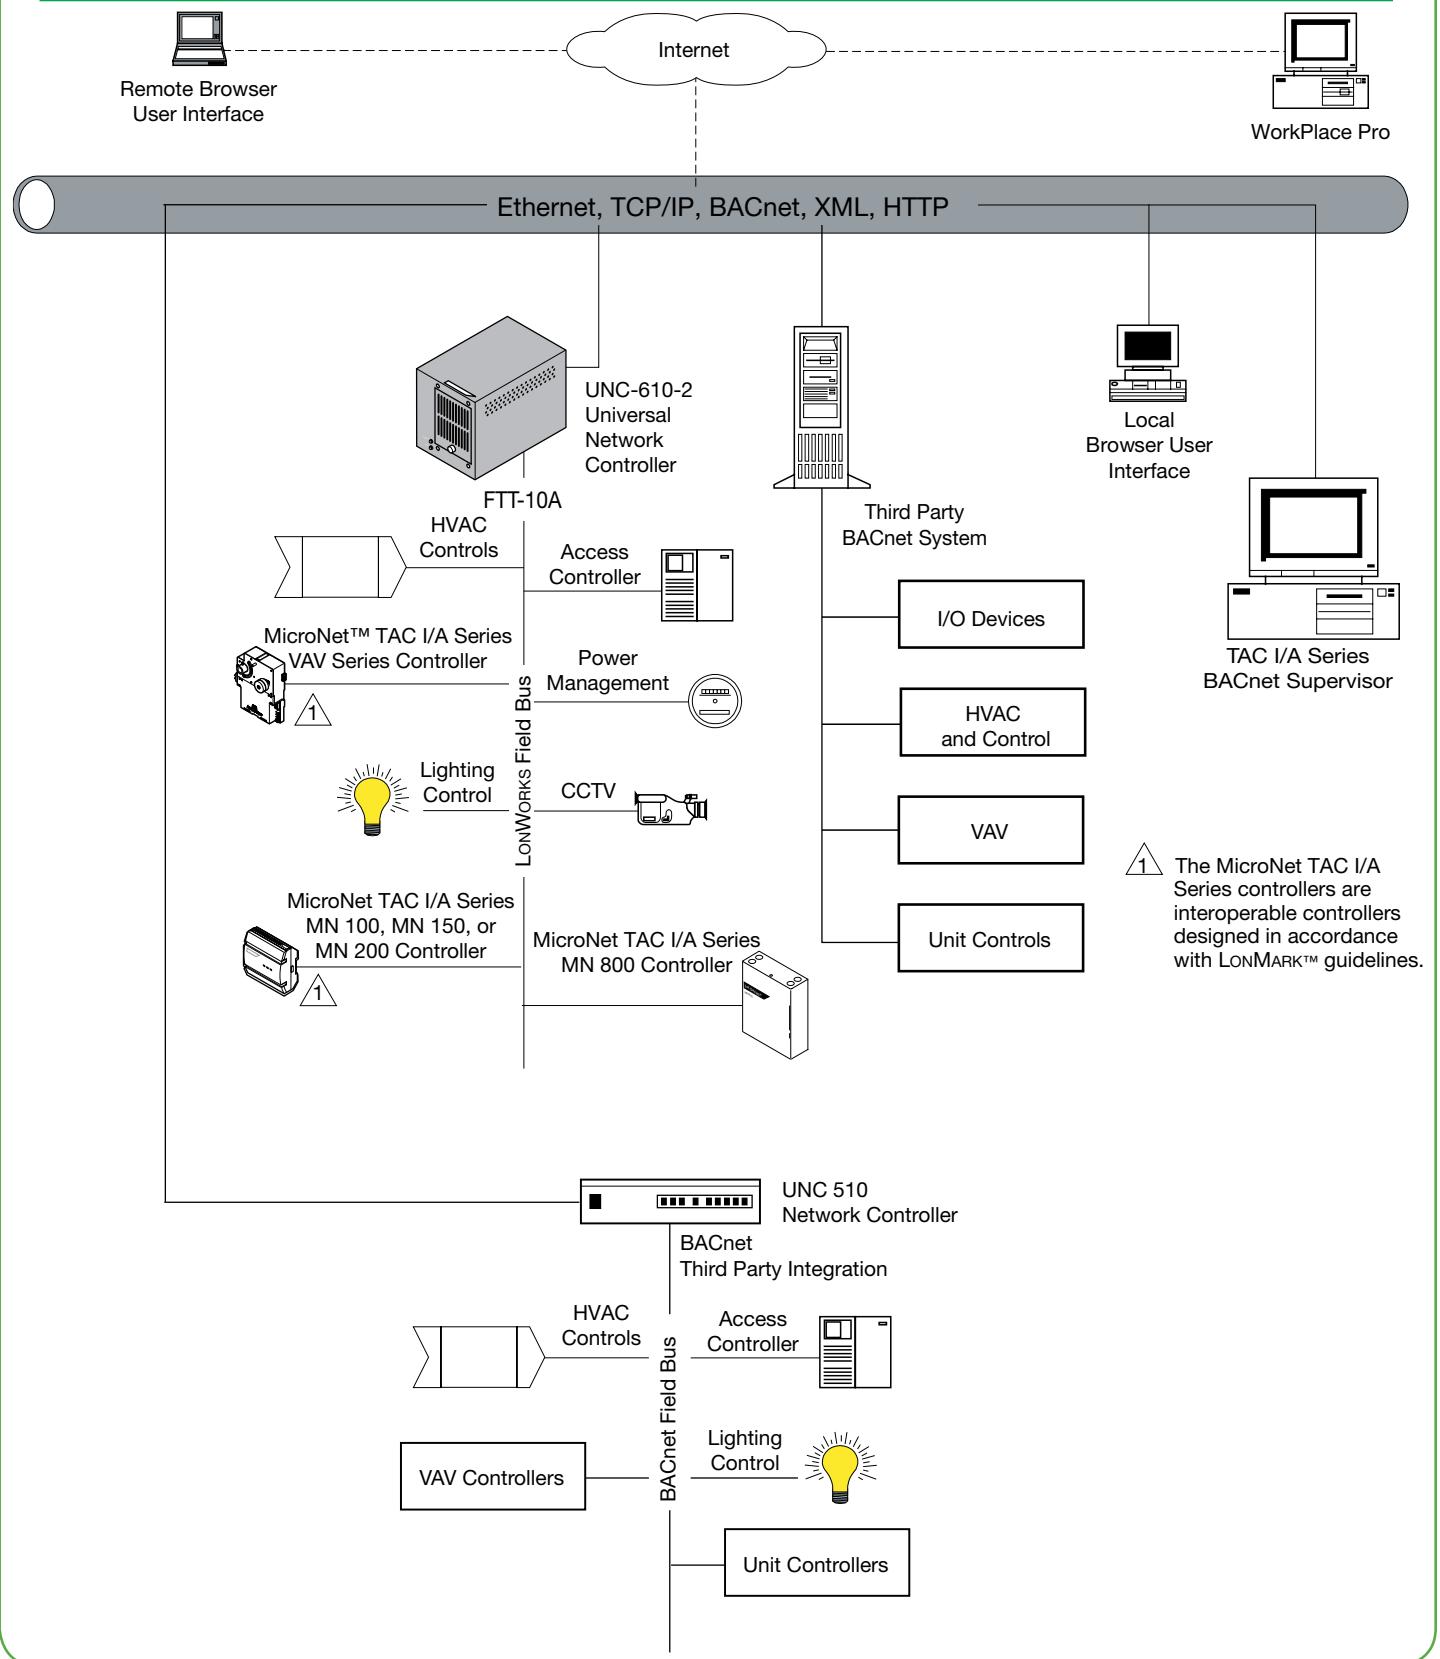 Internet
Remote Browser
User Interface
WorkPlace Pro
Ethernet, TCP/IP, BACnet, XML, HTTP
UNC-610-2
Universal
Network
Controller
FTT-10A
Local
Browser User
Interface
Third Party
BACnet System
HVAC
Controls
Access
Controller
I/O Devices
MicroNet™ TAC I/A Series
VAV Series Controller
1
Power
Management
TAC I/A Series
BACnet Supervisor
HVAC
and Control
LONWORKS Field Bus
Lighting
Control
CCTV
VAV
1 The MicroNet TAC I/A
Series controllers are
interoperable controllers
designed in accordance
with LONMARK™ guidelines.
MicroNet TAC I/A Series
MN 100, MN 150, or
MN 200 Controller
1
MicroNet TAC I/A Series
MN 800 Controller
Unit Controls
UNC 510
Network Controller
BACnet
Third Party Integration
HVAC
Controls
Access
Controller
BACnet Field Bus
VAV Controllers
Lighting
Control
Unit Controllers